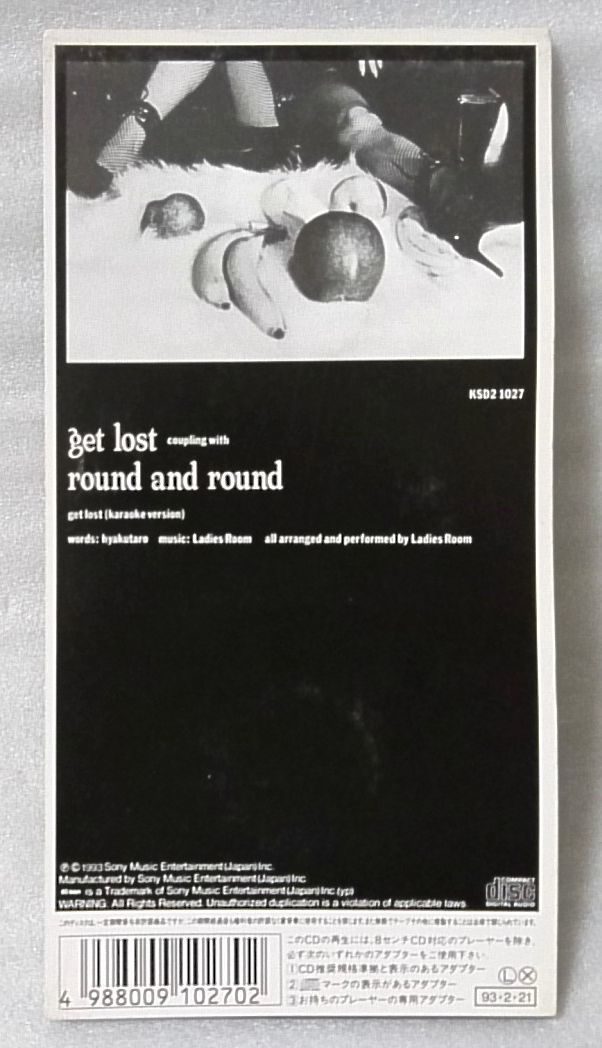 KSD2 1027
get lost coupling with
round and round
get lost (karaoke version)
words: hyakutaro music: Ladies Room all arranged and performed by Ladies Room
℗ © 1993 Sony Music Entertainment (Japan) Inc.
Manufactured by Sony Music Entertainment (Japan) Inc.
is a Trademark of Sony Music Entertainment (Japan) Inc
WARNING: All Rights Reserved. Unauthorized duplication is a violation of applicable laws.
COMPACT
disc
DIGITAL AUDIO
このCDの再生には、8センチCD対応のプレーヤーを除き、
必ず次のいずれかのアダプターをご使用下さい
①CD推奨規格準拠と表示のあるアダプター
②マークの表示があるアダプター
③お持ちのプレーヤーの専用アダプター
Ⓛ Ⓧ
93・2・21
4 988009 102702